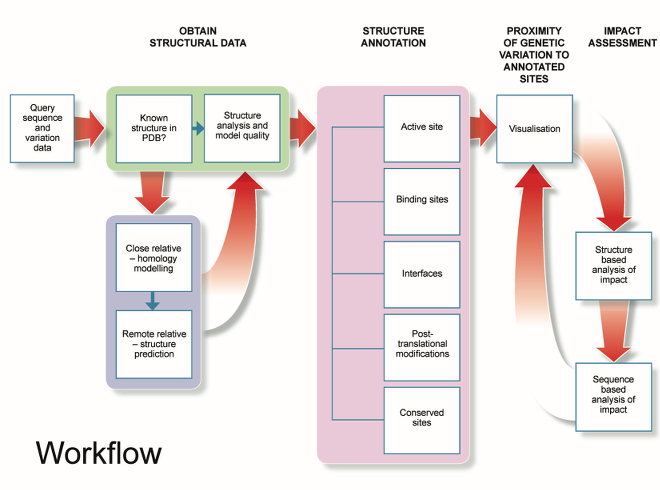 OBTAIN
STRUCTURAL DATA
STRUCTURE
ANNOTATION
PROXIMITY
OF GENETIC
VARIATION TO
ANNOTATED
SITES
IMPACT
ASSESSMENT
Query
sequence
and
variation
data
Known
structure in
PDB?
Structure
analysis and
model quality
Close relative
– homology
modelling
Remote relative
– structure
prediction
Active site
Binding sites
Interfaces
Post-
translational
modifications
Conserved
sites
Visualisation
Structure
based
analysis of
impact
Sequence
based
analysis of
impact
Workflow